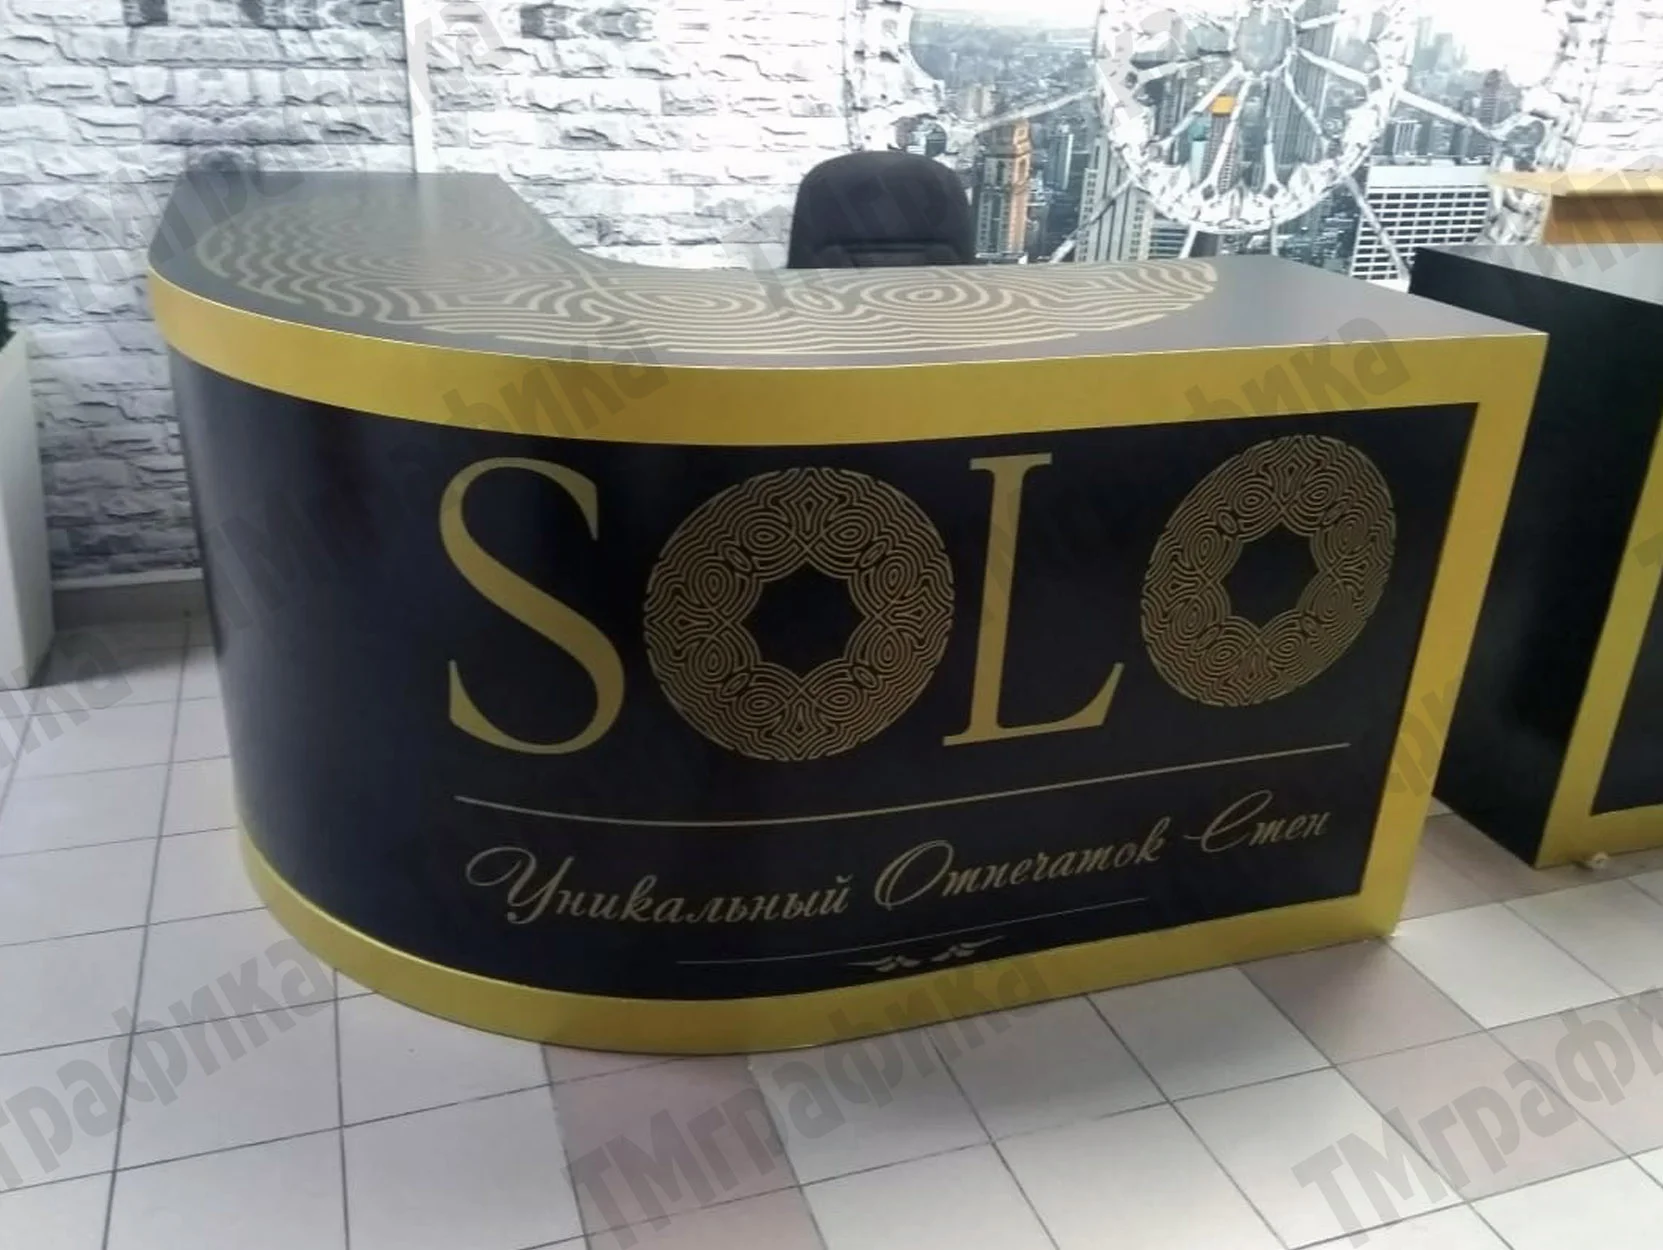 SOLO
Уникальный Отпечаток Стен
ТМграфика